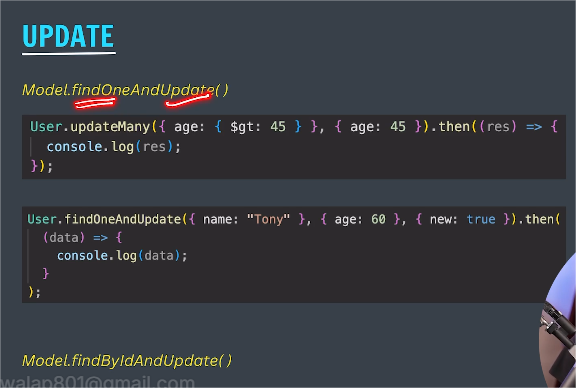 UPDATE
Model.findOneAndUpdate()
User.updateMany({ age: { $gt: 45 } }, { age: 45 }).then((res) => {
console.log(res);
});
User.findOneAndUpdate({ name: "Tony" }, { age: 60 }, { new: true }).then(
(data) => {
console.log(data);
}
);
Model.findByIdAndUpdate()
walap801@gmail.com